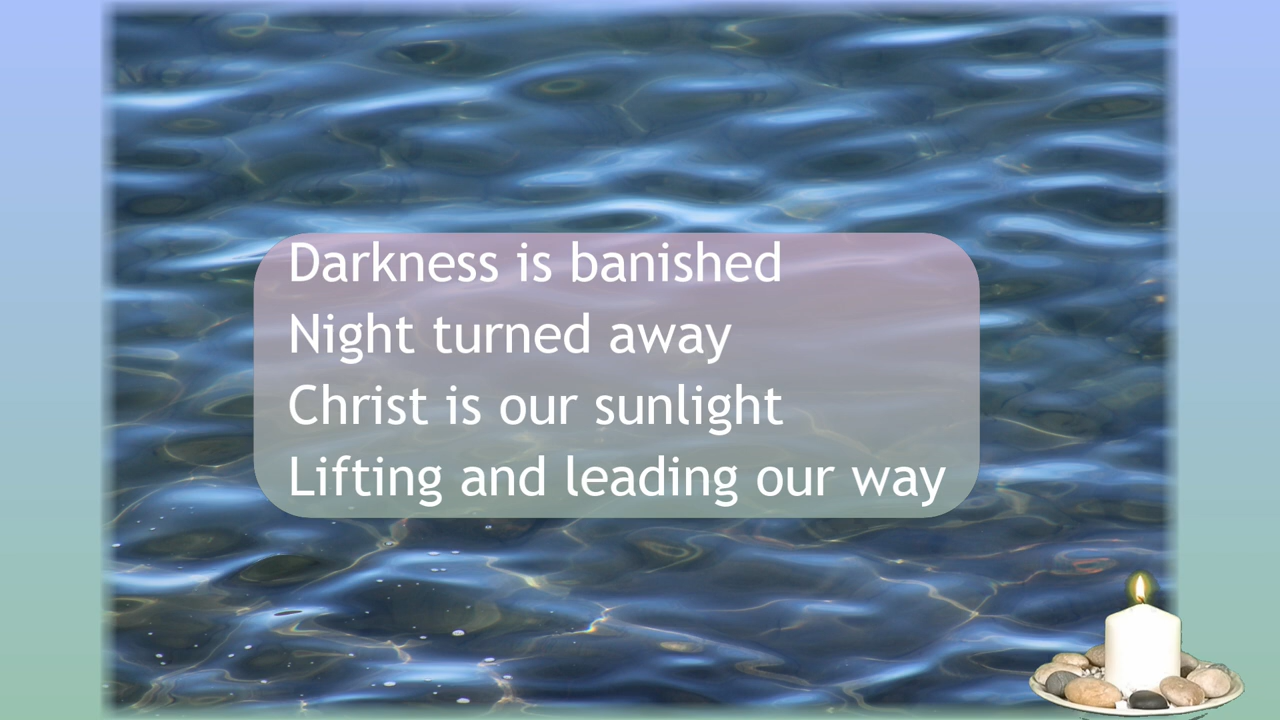 Darkness is banished
Night turned away
Christ is our sunlight
Lifting and leading our way